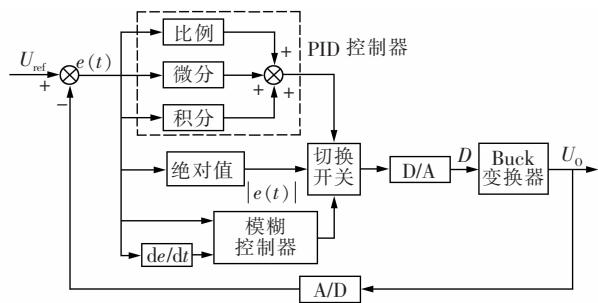 比例
PID 控制器
U_ref
e(t)
+
−
微分
+
+
+
积分
绝对值
|e(t)|
切换
开关
D/A
D
Buck
变换器
U_0
模糊
控制器
de/dt
A/D